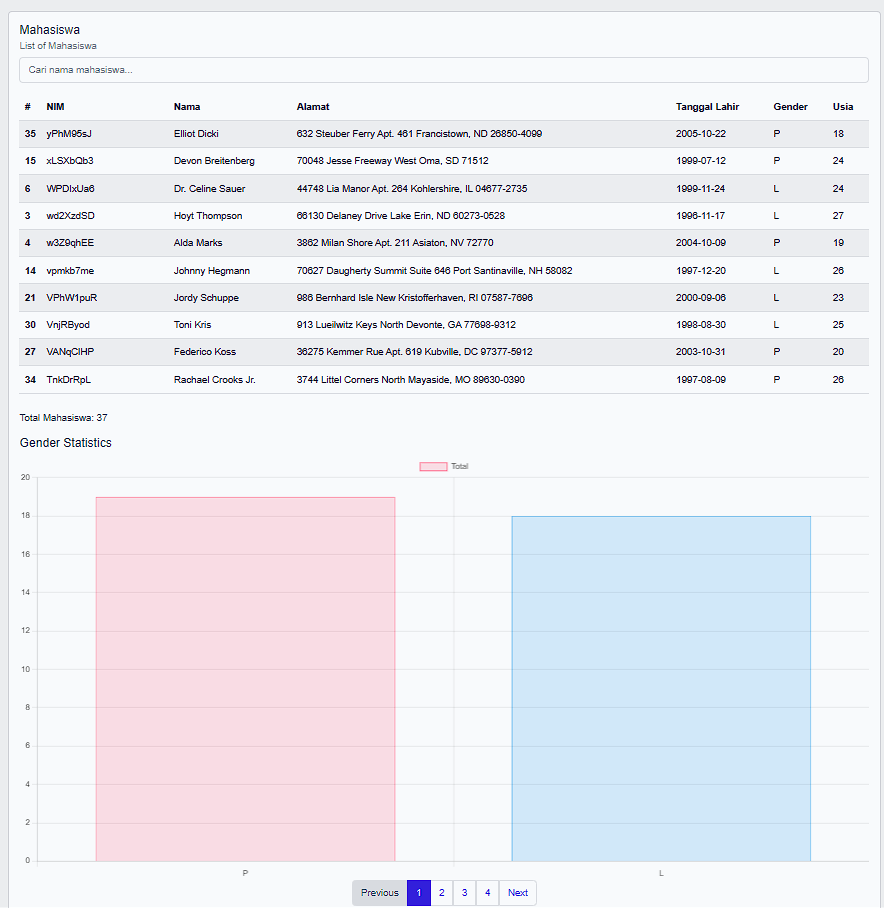 Mahasiswa
List of Mahasiswa
Cari nama mahasiswa...
# NIM Nama Alamat Tanggal Lahir Gender Usia
35 yPhM95sJ Elliot Dicki 632 Steuber Ferry Apt. 461 Francistown, ND 26850-4099 2005-10-22 P 18
15 xLSXbQb3 Devon Breitenberg 70048 Jesse Freeway West Oma, SD 71512 1999-07-12 P 24
6 WPDlxUa6 Dr. Celine Sauer 44748 Lia Manor Apt. 264 Kohlershire, IL 04677-2735 1999-11-24 L 24
3 wd2XzdSD Hoyt Thompson 66130 Delaney Drive Lake Erin, ND 60273-0528 1996-11-17 L 27
4 w3Z9qhEE Alda Marks 3862 Milan Shore Apt. 211 Asiaton, NV 72770 2004-10-09 P 19
14 vpmkb7me Johnny Hegmann 70627 Daugherty Summit Suite 646 Port Santinaville, NH 58082 1997-12-20 L 26
21 VPhW1puR Jordy Schuppe 986 Bernhard Isle New Kristofferhaven, RI 07587-7696 2000-09-06 L 23
30 VnjRByod Toni Kris 913 Lueilwitz Keys North Devonte, GA 77698-9312 1998-08-30 L 25
27 VANqClHP Federico Koss 36275 Kemmer Rue Apt. 619 Kubville, DC 97377-5912 2003-10-31 P 20
34 TnkDrRpL Rachael Crooks Jr. 3744 Littel Corners North Mayaside, MO 89630-0390 1997-08-09 P 26
Total Mahasiswa: 37
Gender Statistics
Total
20
18
16
14
12
10
8
6
4
2
0
P L
Previous 1 2 3 4 Next